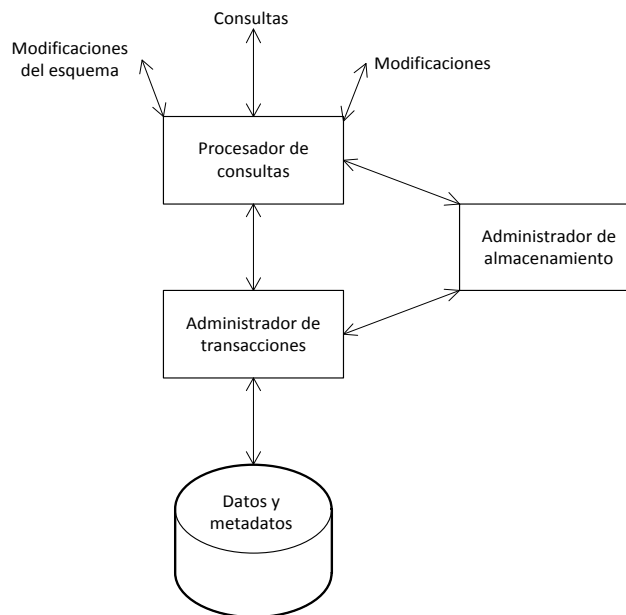 Consultas
Modificaciones
del esquema
Modificaciones
Procesador de
consultas
Administrador de
almacenamiento
Administrador de
transacciones
Datos y
metadatos